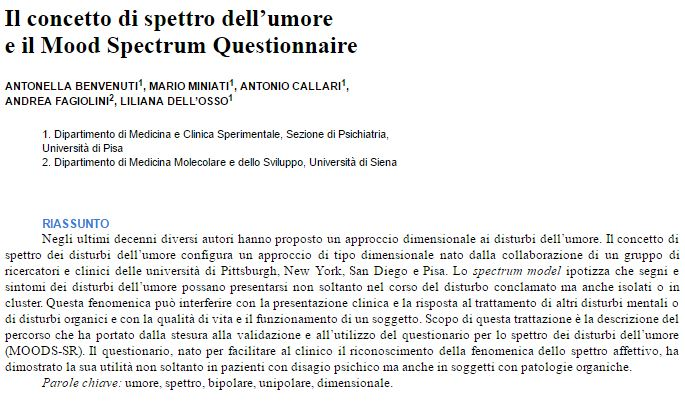 Il concetto di spettro dell’umore
e il Mood Spectrum Questionnaire
ANTONELLA BENVENUTI1, MARIO MINIATI1, ANTONIO CALLARI1,
ANDREA FAGIOLINI2, LILIANA DELL’OSSO1
1. Dipartimento di Medicina e Clinica Sperimentale, Sezione di Psichiatria,
Università di Pisa
2. Dipartimento di Medicina Molecolare e dello Sviluppo, Università di Siena
RIASSUNTO
Negli ultimi decenni diversi autori hanno proposto un approccio dimensionale ai disturbi dell’umore. Il concetto di
spettro dei disturbi dell’umore configura un approccio di tipo dimensionale nato dalla collaborazione di un gruppo di
ricercatori e clinici delle università di Pittsburgh, New York, San Diego e Pisa. Lo spectrum model ipotizza che segni e
sintomi dei disturbi dell’umore possano presentarsi non soltanto nel corso del disturbo conclamato ma anche isolati o in
cluster. Questa fenomenica può interferire con la presentazione clinica e la risposta al trattamento di altri disturbi mentali o
di disturbi organici e con la qualità di vita e il funzionamento di un soggetto. Scopo di questa trattazione è la descrizione del
percorso che ha portato dalla stesura alla validazione e all’utilizzo del questionario per lo spettro dei disturbi dell’umore
(MOODS-SR). Il questionario, nato per facilitare al clinico il riconoscimento della fenomenica dello spettro affettivo, ha
dimostrato la sua utilità non soltanto in pazienti con disagio psichico ma anche in soggetti con patologie organiche.
Parole chiave: umore, spettro, bipolare, unipolare, dimensionale.